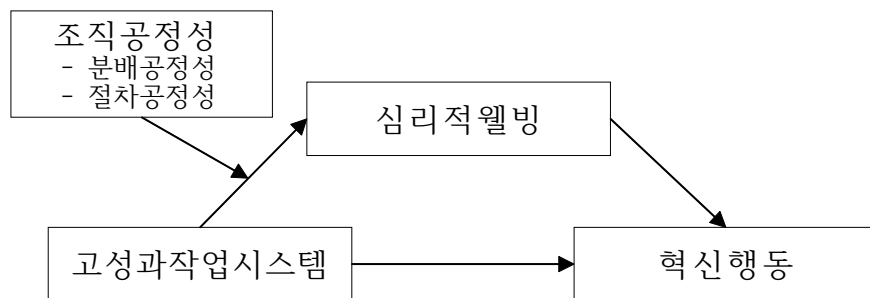 조직공정성
- 분배공정성
- 절차공정성
심리적웰빙
고성과작업시스템
혁신행동